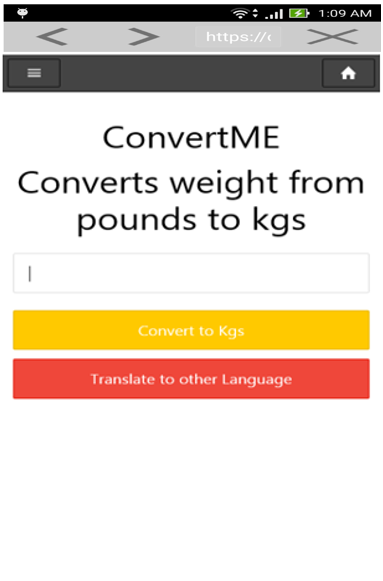 1:09 AM
https://
ConvertME
Converts weight from
pounds to kgs
Convert to Kgs
Translate to other Language